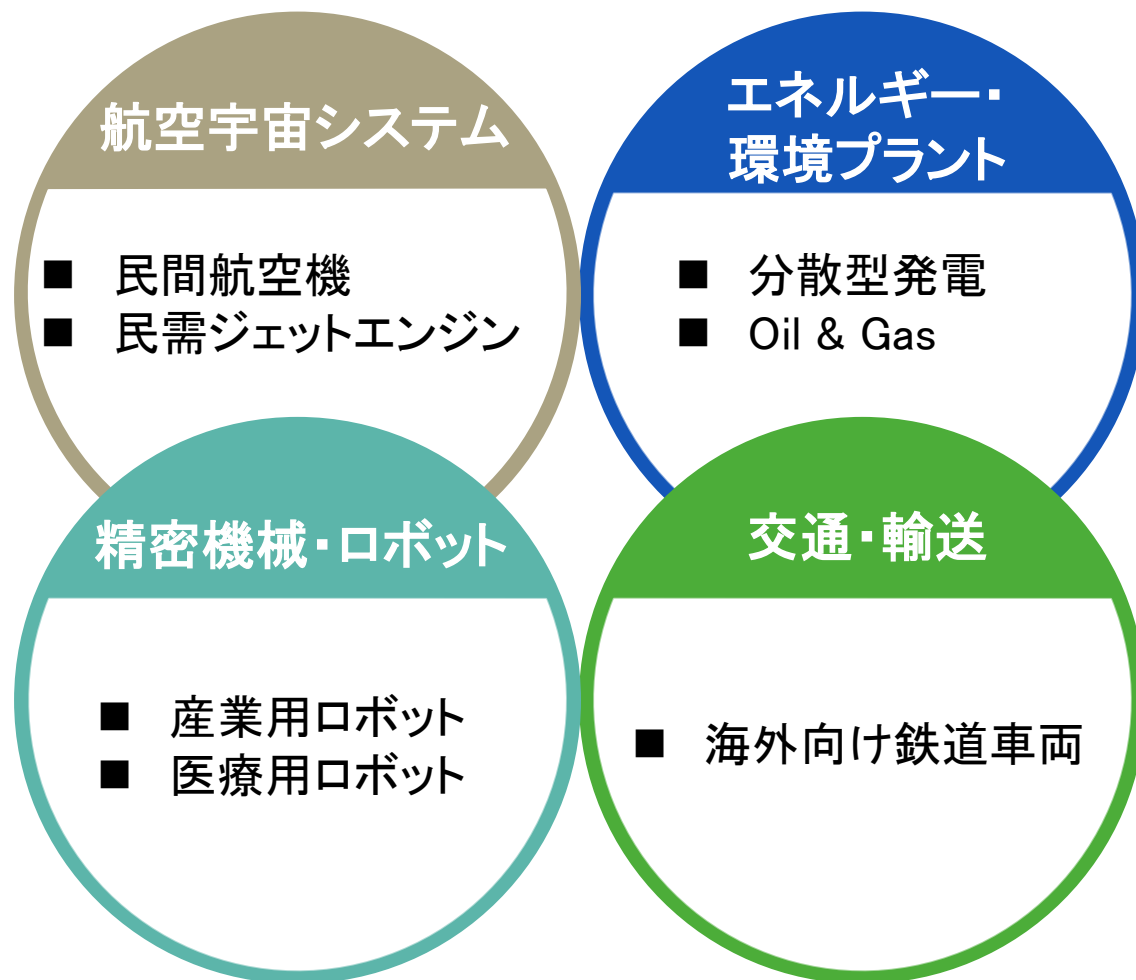 航空宇宙システム
■ 民間航空機
■ 民需ジェットエンジン
エネルギー・
環境プラント
■ 分散型発電
■ Oil & Gas
精密機械・ロボット
■ 産業用ロボット
■ 医療用ロボット
交通・輸送
■ 海外向け鉄道車両